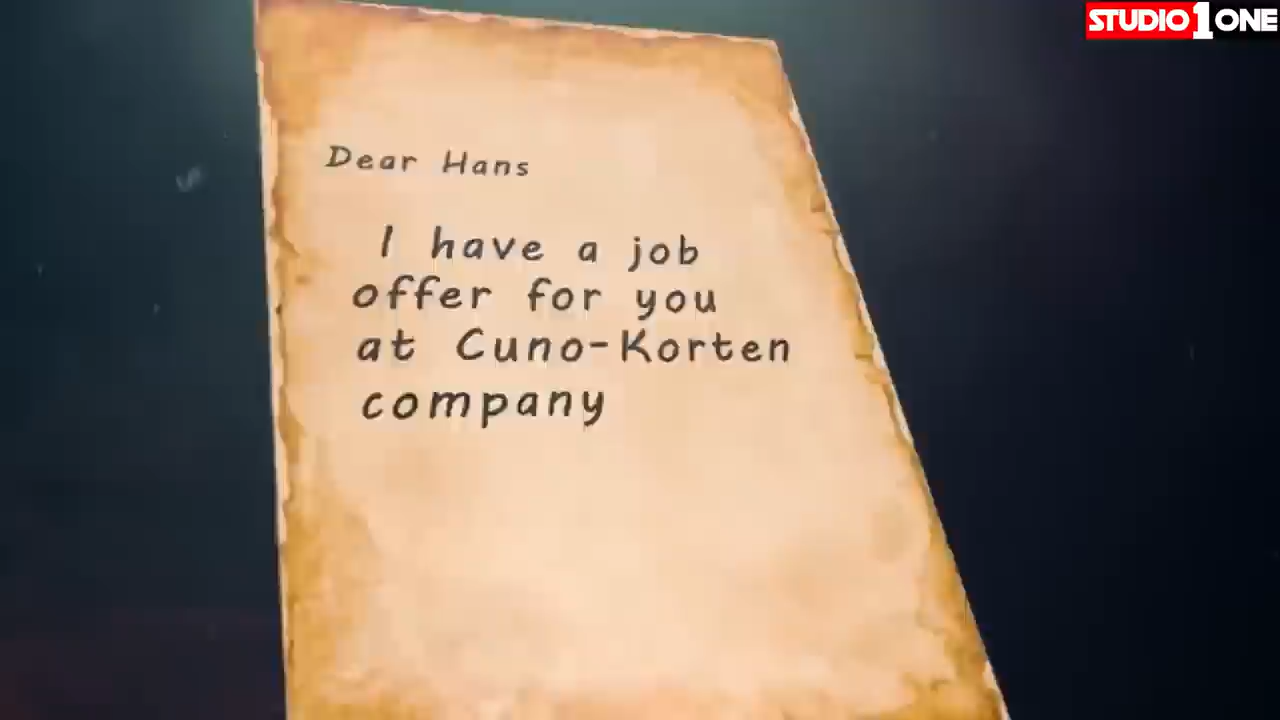 STUDIO1ONE
Dear Hans
I have a job
offer for you
at Cuno-Korten
company